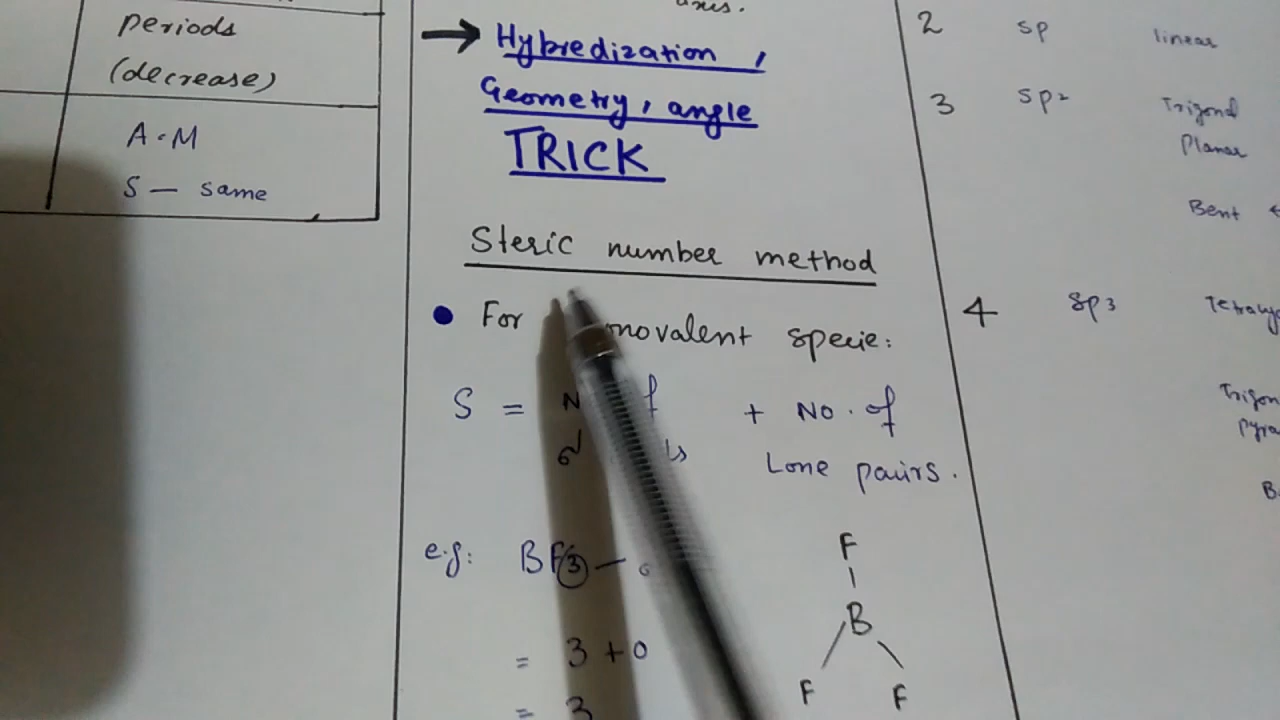 periods
(decrease)
A.M
S — same
→ Hybredization,
Geometry, angle
TRICK
Steric number method
• For specie:
S = + No. of
Lone pairs.
e.g: BF3 —
= 3 + 0
= 3
F
B
F F
2 sp linear
3 sp2 Trigonal
Planar
Bent
4 sp3